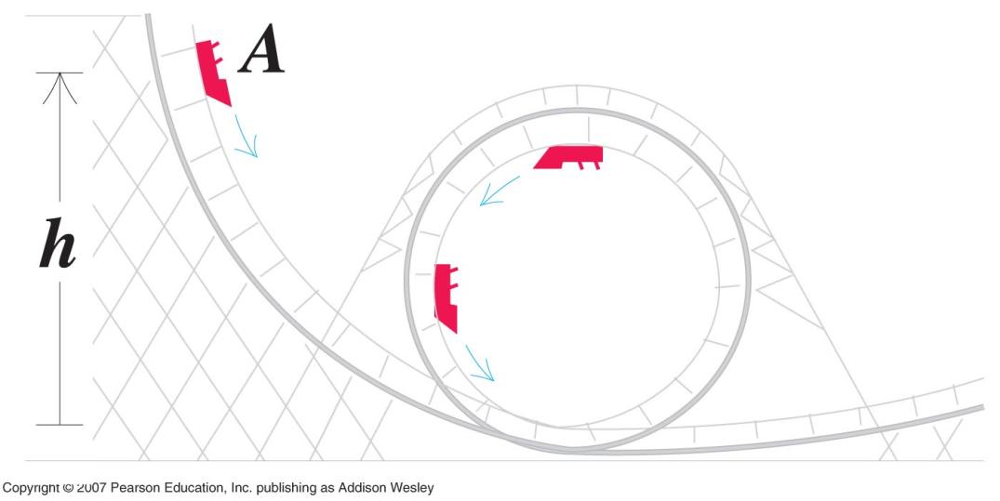 A
h
Copyright © 2007 Pearson Education, Inc. publishing as Addison Wesley